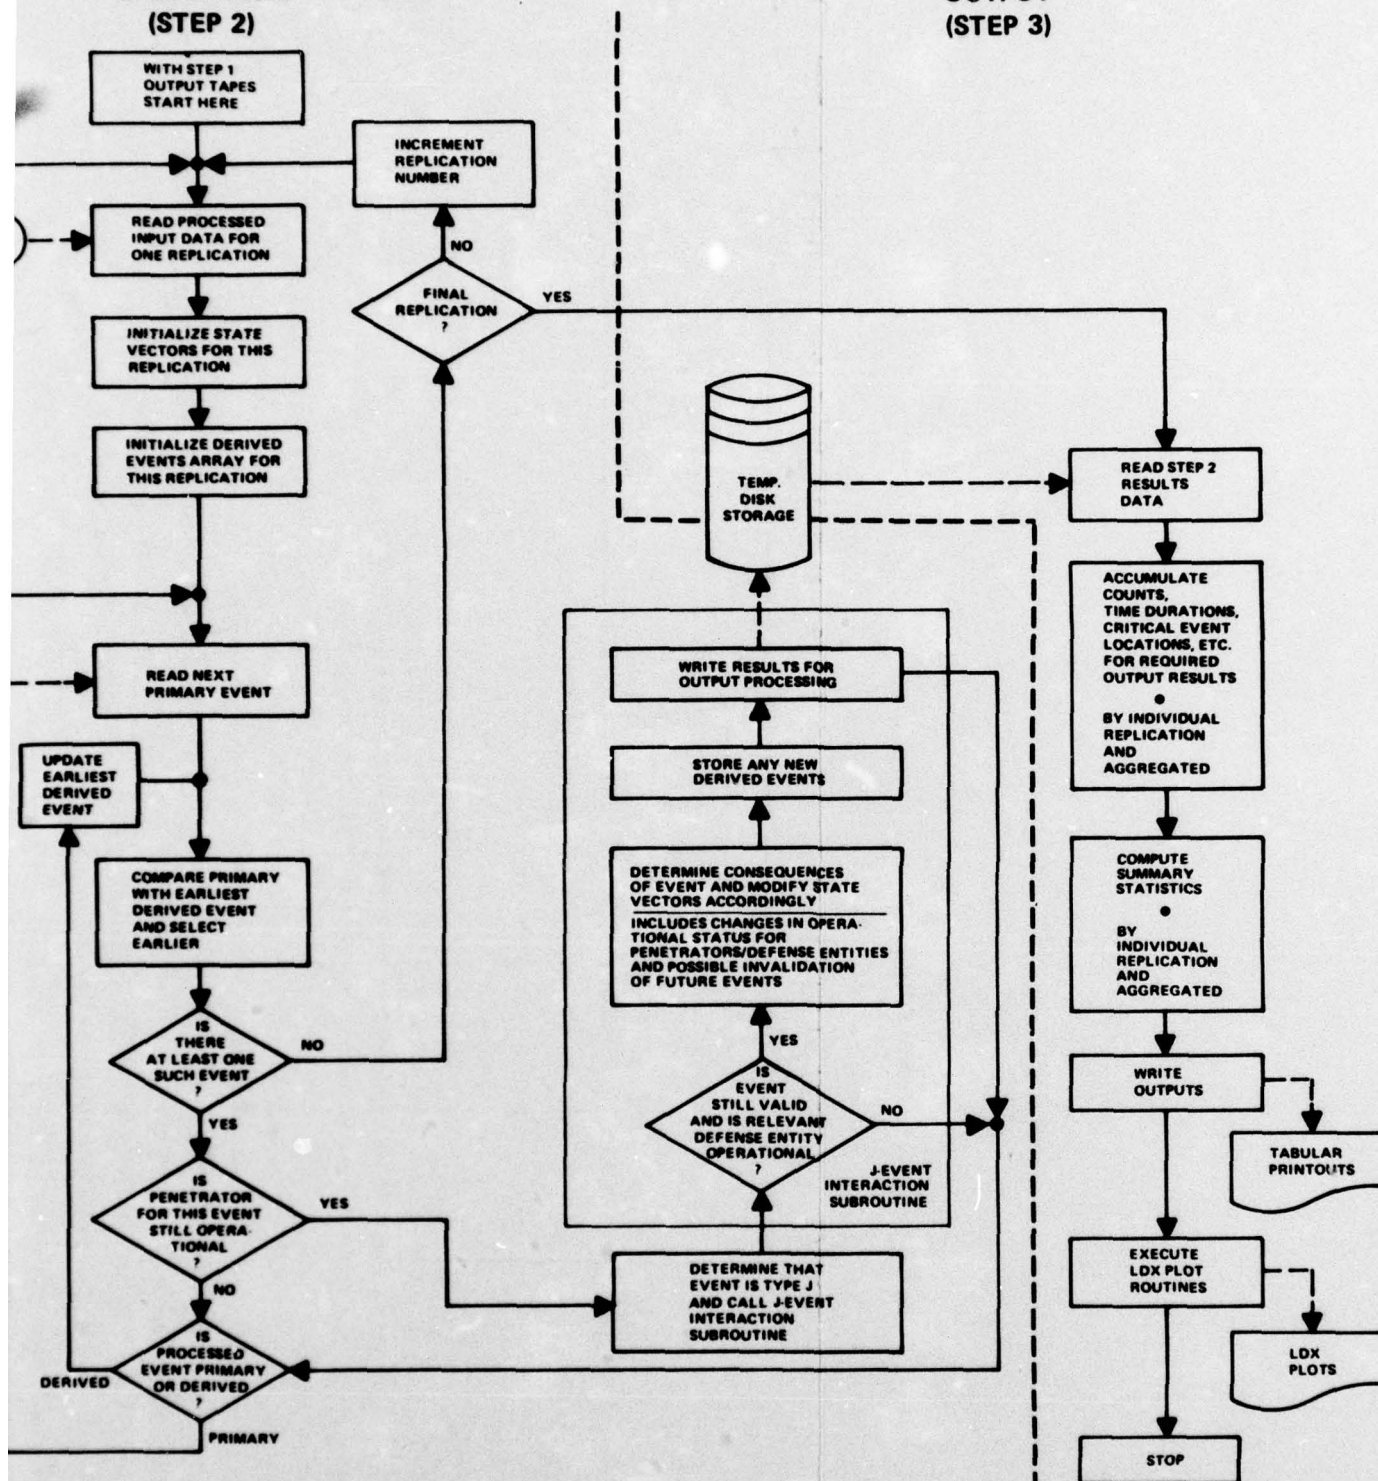 (STEP 2)
WITH STEP 1
OUTPUT TAPES
START HERE
INCREMENT
REPLICATION
NUMBER
READ PROCESSED
INPUT DATA FOR
ONE REPLICATION
NO
FINAL
REPLICATION
?
YES
INITIALIZE STATE
VECTORS FOR THIS
REPLICATION
INITIALIZE DERIVED
EVENTS ARRAY FOR
THIS REPLICATION
READ NEXT
PRIMARY EVENT
UPDATE
EARLIEST
DERIVED
EVENT
COMPARE PRIMARY
WITH EARLIEST
DERIVED EVENT
AND SELECT
EARLIER
IS
THERE
AT LEAST ONE
SUCH EVENT
?
NO
YES
IS
PENETRATOR
FOR THIS EVENT
STILL OPERA-
TIONAL
?
YES
NO
IS
PROCESSED
EVENT PRIMARY
OR DERIVED
?
DERIVED
PRIMARY
TEMP.
DISK
STORAGE
WRITE RESULTS FOR
OUTPUT PROCESSING
STORE ANY NEW
DERIVED EVENTS
DETERMINE CONSEQUENCES
OF EVENT AND MODIFY STATE
VECTORS ACCORDINGLY
INCLUDES CHANGES IN OPERA-
TIONAL STATUS FOR
PENETRATORS/DEFENSE ENTITIES
AND POSSIBLE INVALIDATION
OF FUTURE EVENTS
YES
IS
EVENT
STILL VALID
AND IS RELEVANT
DEFENSE ENTITY
OPERATIONAL
?
NO
J-EVENT
INTERACTION
SUBROUTINE
DETERMINE THAT
EVENT IS TYPE J
AND CALL J-EVENT
INTERACTION
SUBROUTINE
(STEP 3)
READ STEP 2
RESULTS
DATA
ACCUMULATE
COUNTS,
TIME DURATIONS,
CRITICAL EVENT
LOCATIONS, ETC.
FOR REQUIRED
OUTPUT RESULTS
●
BY INDIVIDUAL
REPLICATION
AND
AGGREGATED
COMPUTE
SUMMARY
STATISTICS
●
BY
INDIVIDUAL
REPLICATION
AND
AGGREGATED
WRITE
OUTPUTS
TABULAR
PRINTOUTS
EXECUTE
LDX PLOT
ROUTINES
LDX
PLOTS
STOP